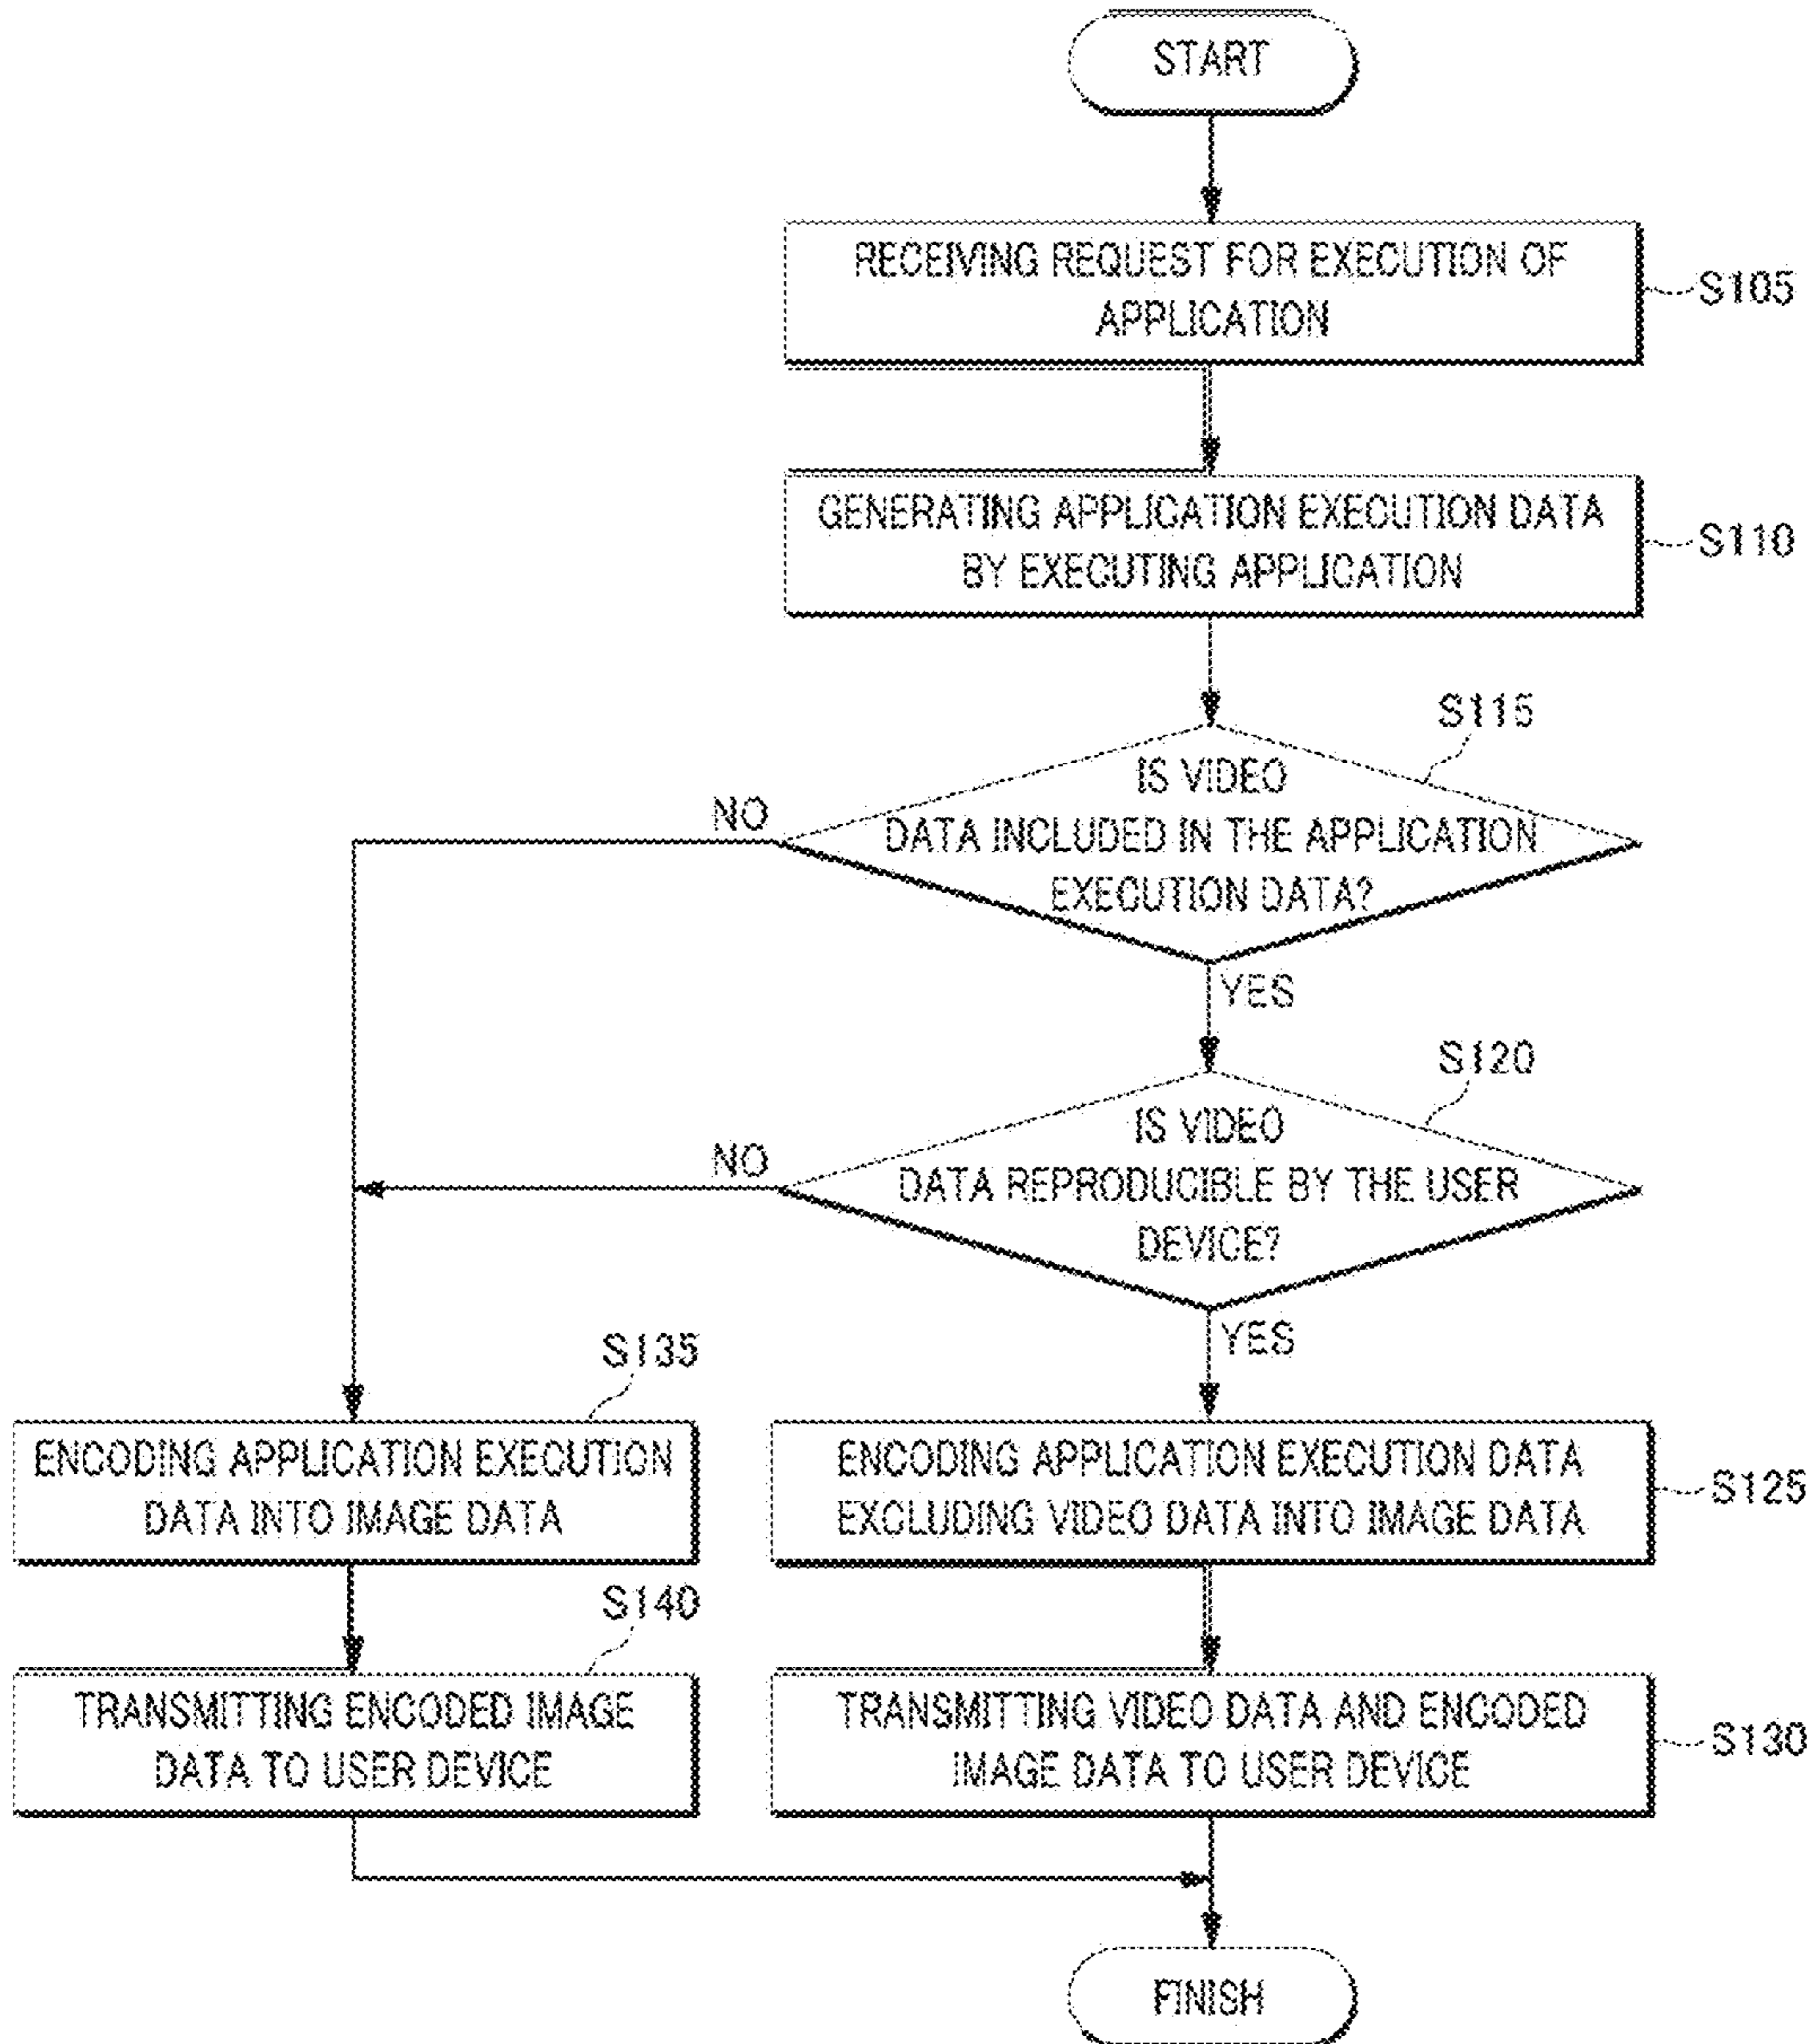 START
RECEIVING REQUEST FOR EXECUTION OF
APPLICATION
S105
GENERATING APPLICATION EXECUTION DATA
BY EXECUTING APPLICATION
S110
S115
IS VIDEO
DATA INCLUDED IN THE APPLICATION
EXECUTION DATA?
NO
YES
S120
IS VIDEO
DATA REPRODUCIBLE BY THE USER
DEVICE?
NO
YES
S135
ENCODING APPLICATION EXECUTION
DATA INTO IMAGE DATA
ENCODING APPLICATION EXECUTION DATA
EXCLUDING VIDEO DATA INTO IMAGE DATA
S125
S140
TRANSMITTING ENCODED IMAGE
DATA TO USER DEVICE
TRANSMITTING VIDEO DATA AND ENCODED
IMAGE DATA TO USER DEVICE
S130
FINISH